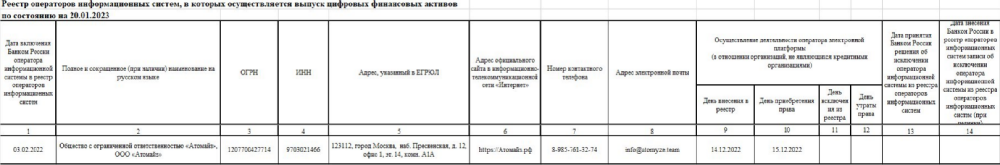 Реестр операторов информационных систем, в которых осуществляется выпуск цифровых финансовых активов
по состоянию на 20.01.2023
Дата включения
Банком России
оператора
информационной
системы в реестр
операторов
информационных
систем
Полное и сокращенное (при наличии) наименование на
русском языке
ОГРН
ИНН
Адрес, указанный в ЕГРЮЛ
Адрес официального
сайта в информационно-
телекоммуникационной
сети «Интернет»
Номер контактного
телефона
Адрес электронной почты
Осуществление деятельности оператора электронной
платформы
(в отношении организаций, не являющихся кредитными
организациями)
День внесения в
реестр
День приобретения
права
День
исключен
ия из
реестра
День
утраты
права
Дата принятия
Банком России
решения об
исключении
оператора
информационной
системы из реестра
операторов
информационных
систем
Дата внесения
Банком России в
реестр операторов
информационных
систем записи об
исключении
оператора
информационной
системы из реестра
операторов
информационных
систем (при
наличии)
1 2 3 4 5 6 7 8 9 10 11 12 13 14
03.02.2022
Общество с ограниченной ответственностью «Атомайз»,
ООО «Атомайз»
1207700427714
9703021466
123112, город Москва, наб. Пресненская, д. 12,
офис 1, эт. 14, комн. А1А
https://Атомайз.рф
8-985-761-32-74
info@atomyze.team
14.12.2022
15.12.2022